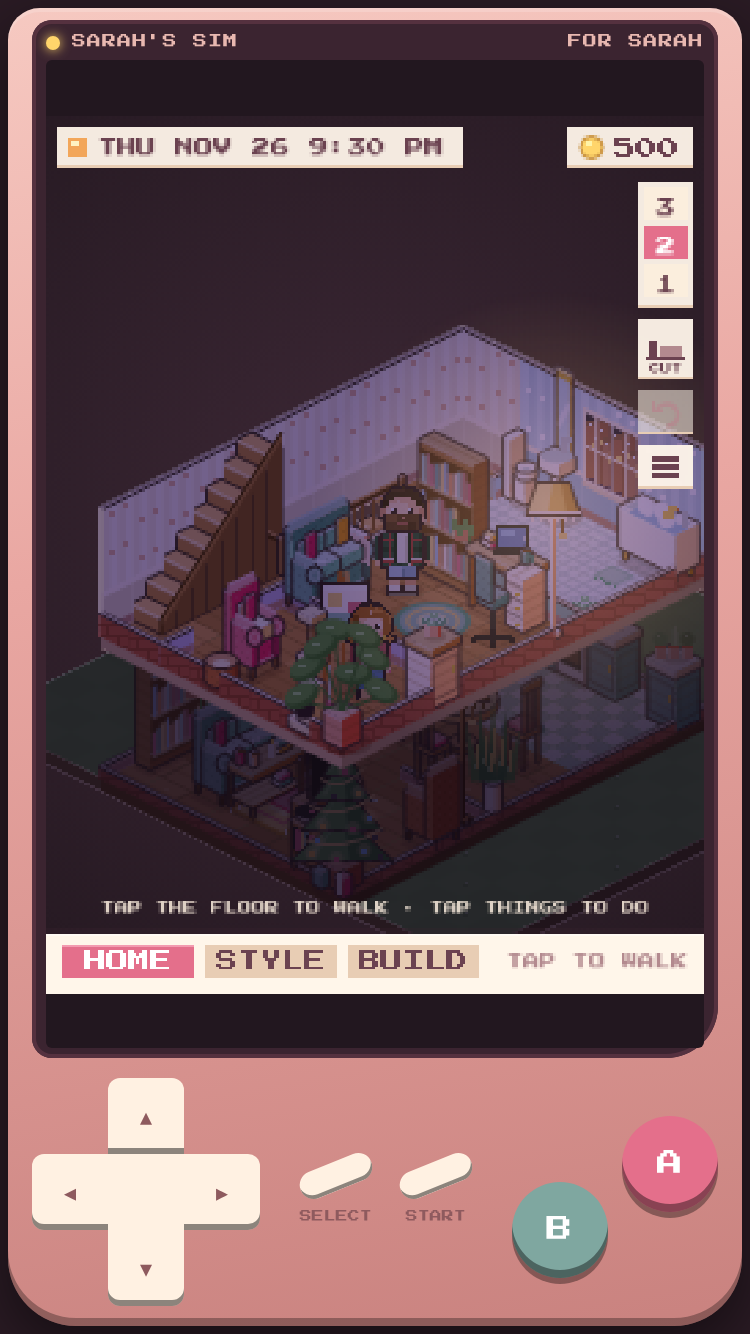 SARAH'S SIM
FOR SARAH
THU NOV 26 9:30 PM
500
3
2
1
CUT
TAP THE FLOOR TO WALK · TAP THINGS TO DO
HOME
STYLE
BUILD
TAP TO WALK
SELECT
START
B
A